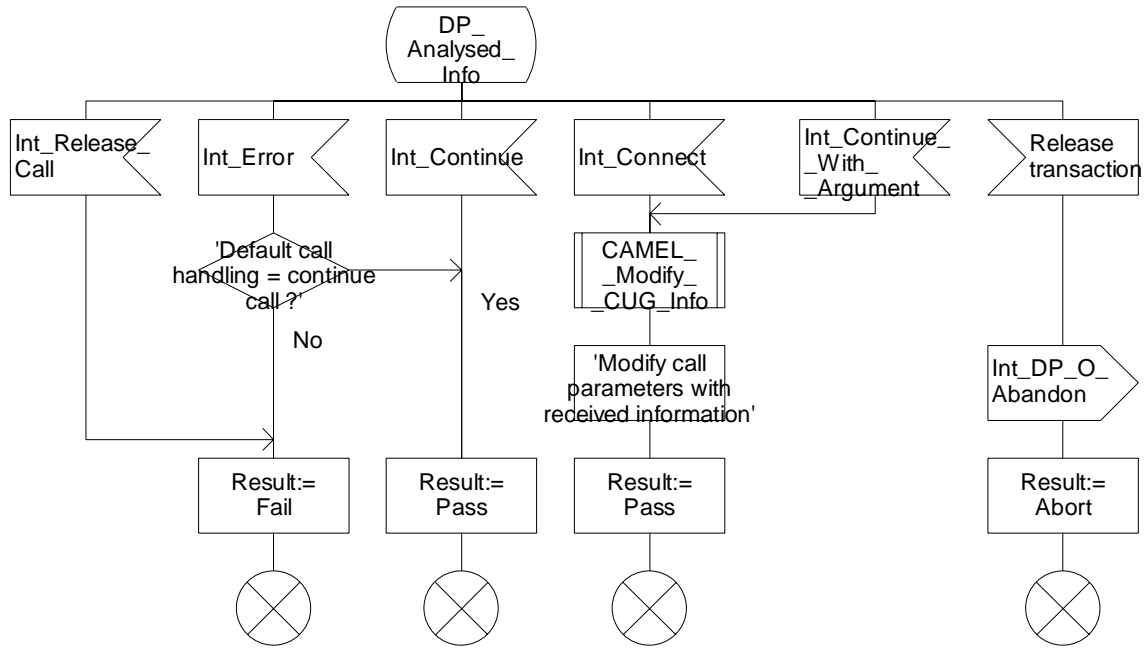 DP_
Analysed_
Info
Int_Release_
Call
Int_Error
Int_Continue
Int_Connect
Int_Continue_
_With_
_Argument
Release
transaction
'Default call
handling = continue
call ?'
Yes
No
CAMEL_
_Modify_
_CUG_Info
'Modify call
parameters with
received information'
Int_DP_O_
Abandon
Result:=
Fail
Result:=
Pass
Result:=
Pass
Result:=
Abort